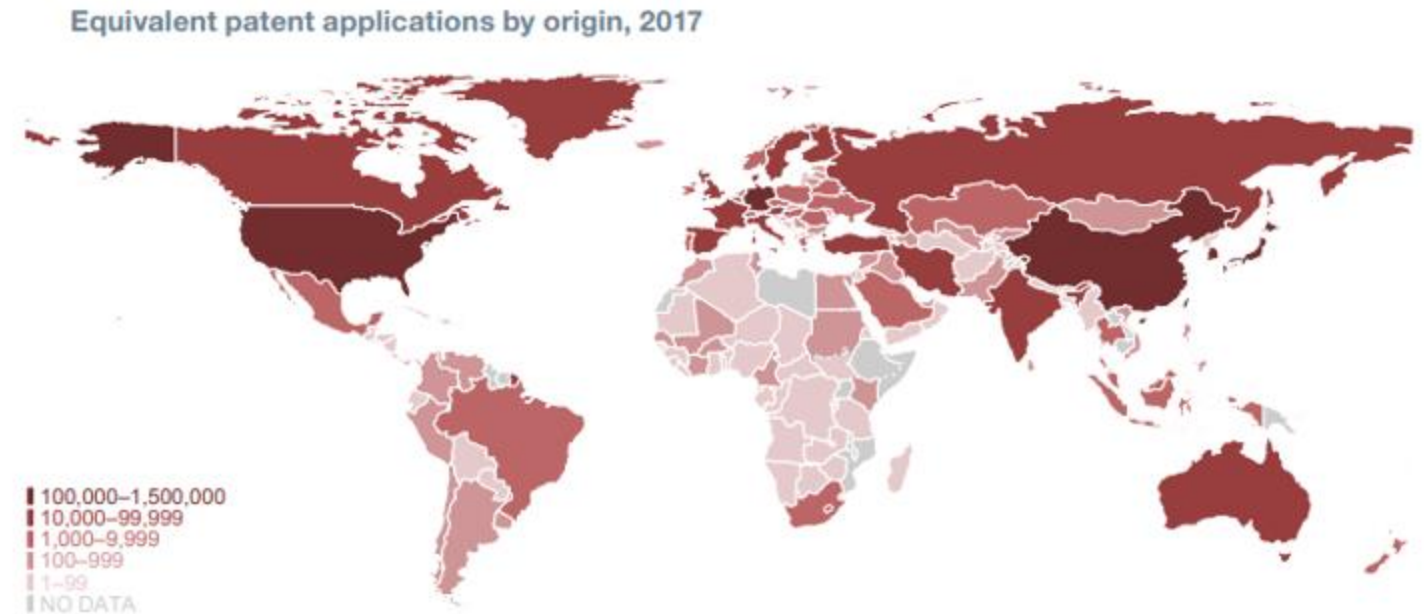 Equivalent patent applications by origin, 2017
100,000–1,500,000
10,000–99,999
1,000–9,999
100–999
1–99
NO DATA